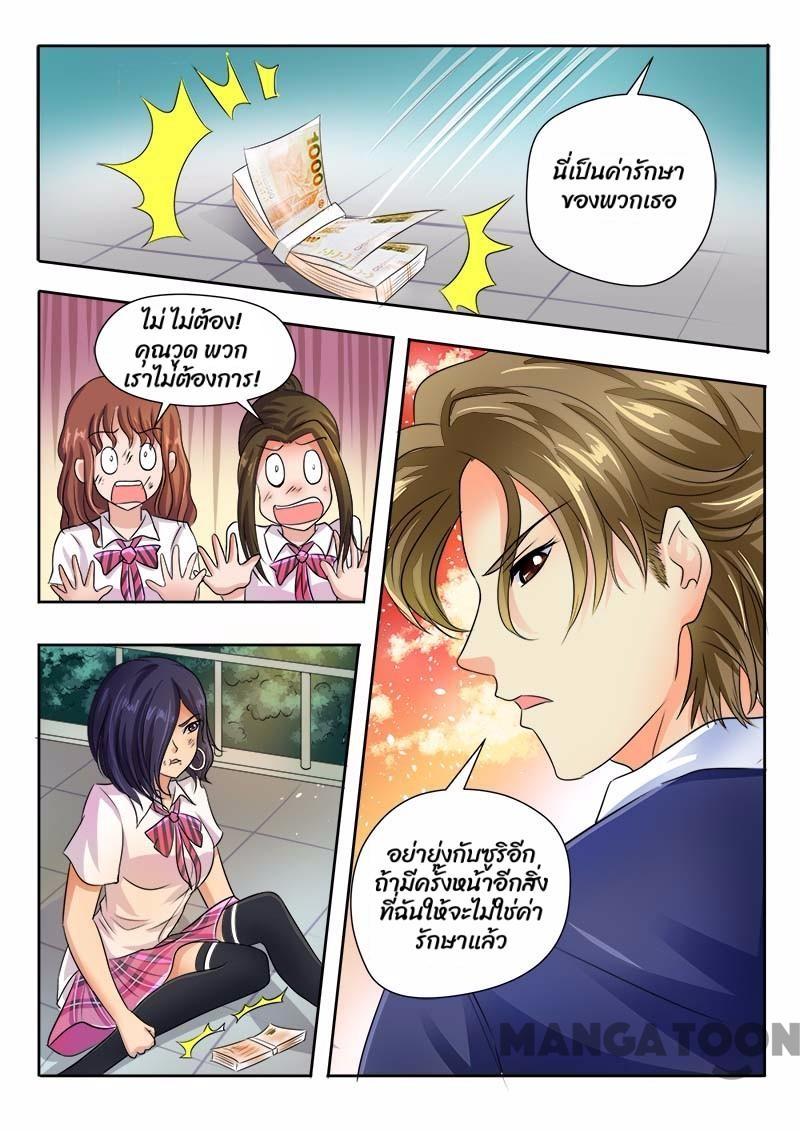 1000
นี่เป็นค่ารักษา
ของพวกเธอ
ไม่ ไม่ต้อง!
คุณวูด พวก
เราไม่ต้องการ!
อย่ายุ่งกับซูริอีก
ถ้ามีครั้งหน้าอีกสิ่ง
ที่ฉันให้จะไม่ใช่ค่า
รักษาแล้ว
MANGATOON